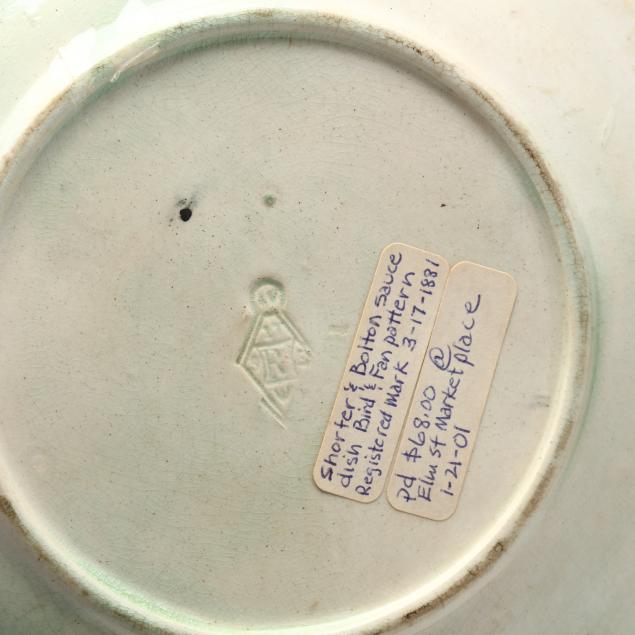 Shorter & Bolton Sauce
dish Bird & Fan pattern
Registered Mark 3-17-1881
Pd $68.00 @
Elm St Market place
1-21-01